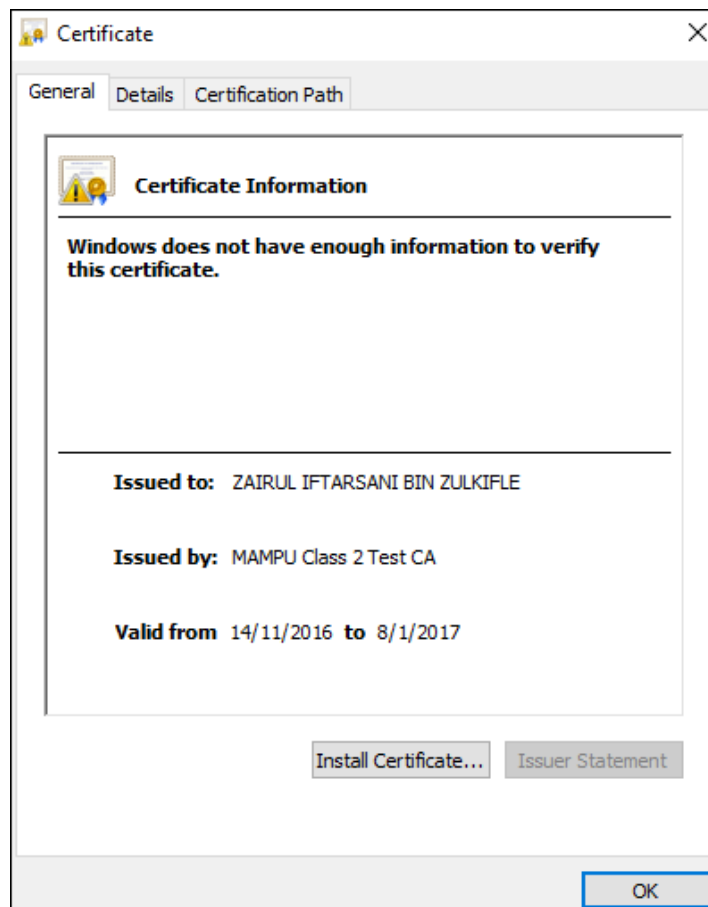 Certificate
General Details Certification Path
Certificate Information
Windows does not have enough information to verify
this certificate.
Issued to: ZAIRUL IFTARSANI BIN ZULKIFLE
Issued by: MAMPU Class 2 Test CA
Valid from 14/11/2016 to 8/1/2017
Install Certificate... Issuer Statement
OK